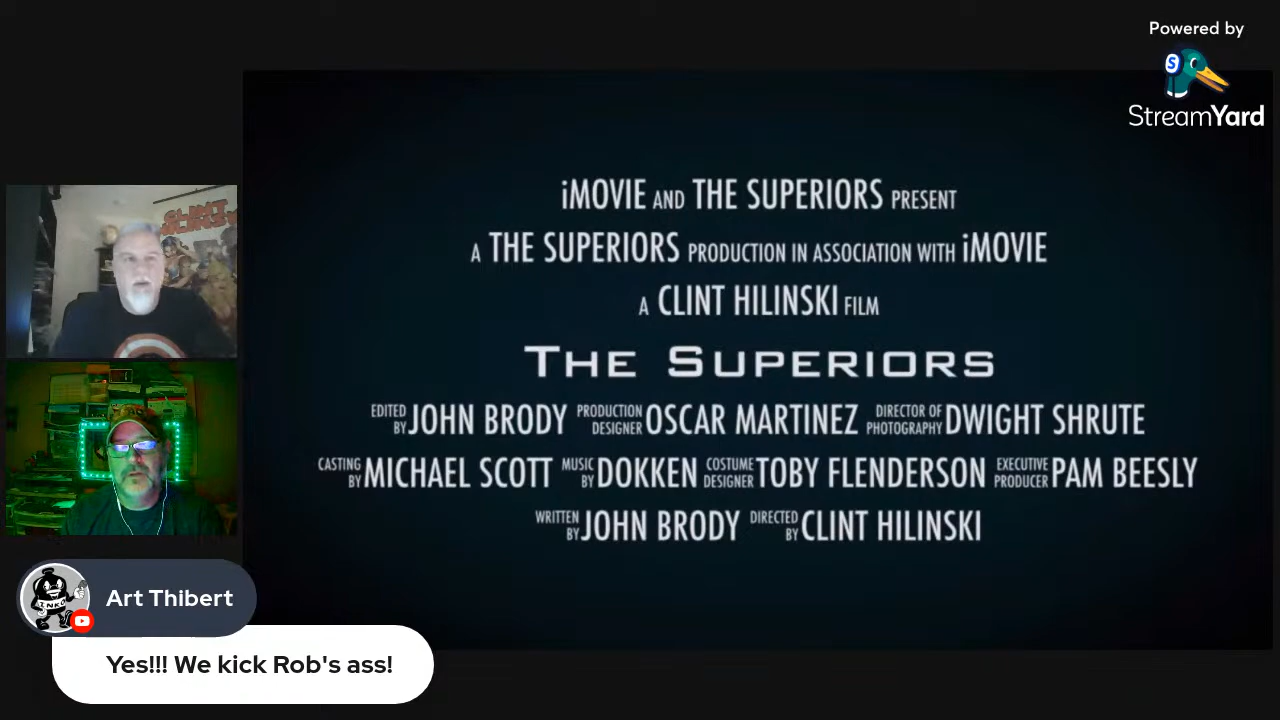 Powered by
StreamYard
iMOVIE AND THE SUPERIORS PRESENT
A THE SUPERIORS PRODUCTION IN ASSOCIATION WITH iMOVIE
A CLINT HILINSKI FILM
THE SUPERIORS
EDITED BY JOHN BRODY PRODUCTION DESIGNER OSCAR MARTINEZ DIRECTOR OF PHOTOGRAPHY DWIGHT SHRUTE
CASTING BY MICHAEL SCOTT MUSIC BY DOKKEN COSTUME DESIGNER TOBY FLENDERSON EXECUTIVE PRODUCER PAM BEESLY
WRITTEN BY JOHN BRODY DIRECTED BY CLINT HILINSKI
Art Thibert
Yes!!! We kick Rob's ass!